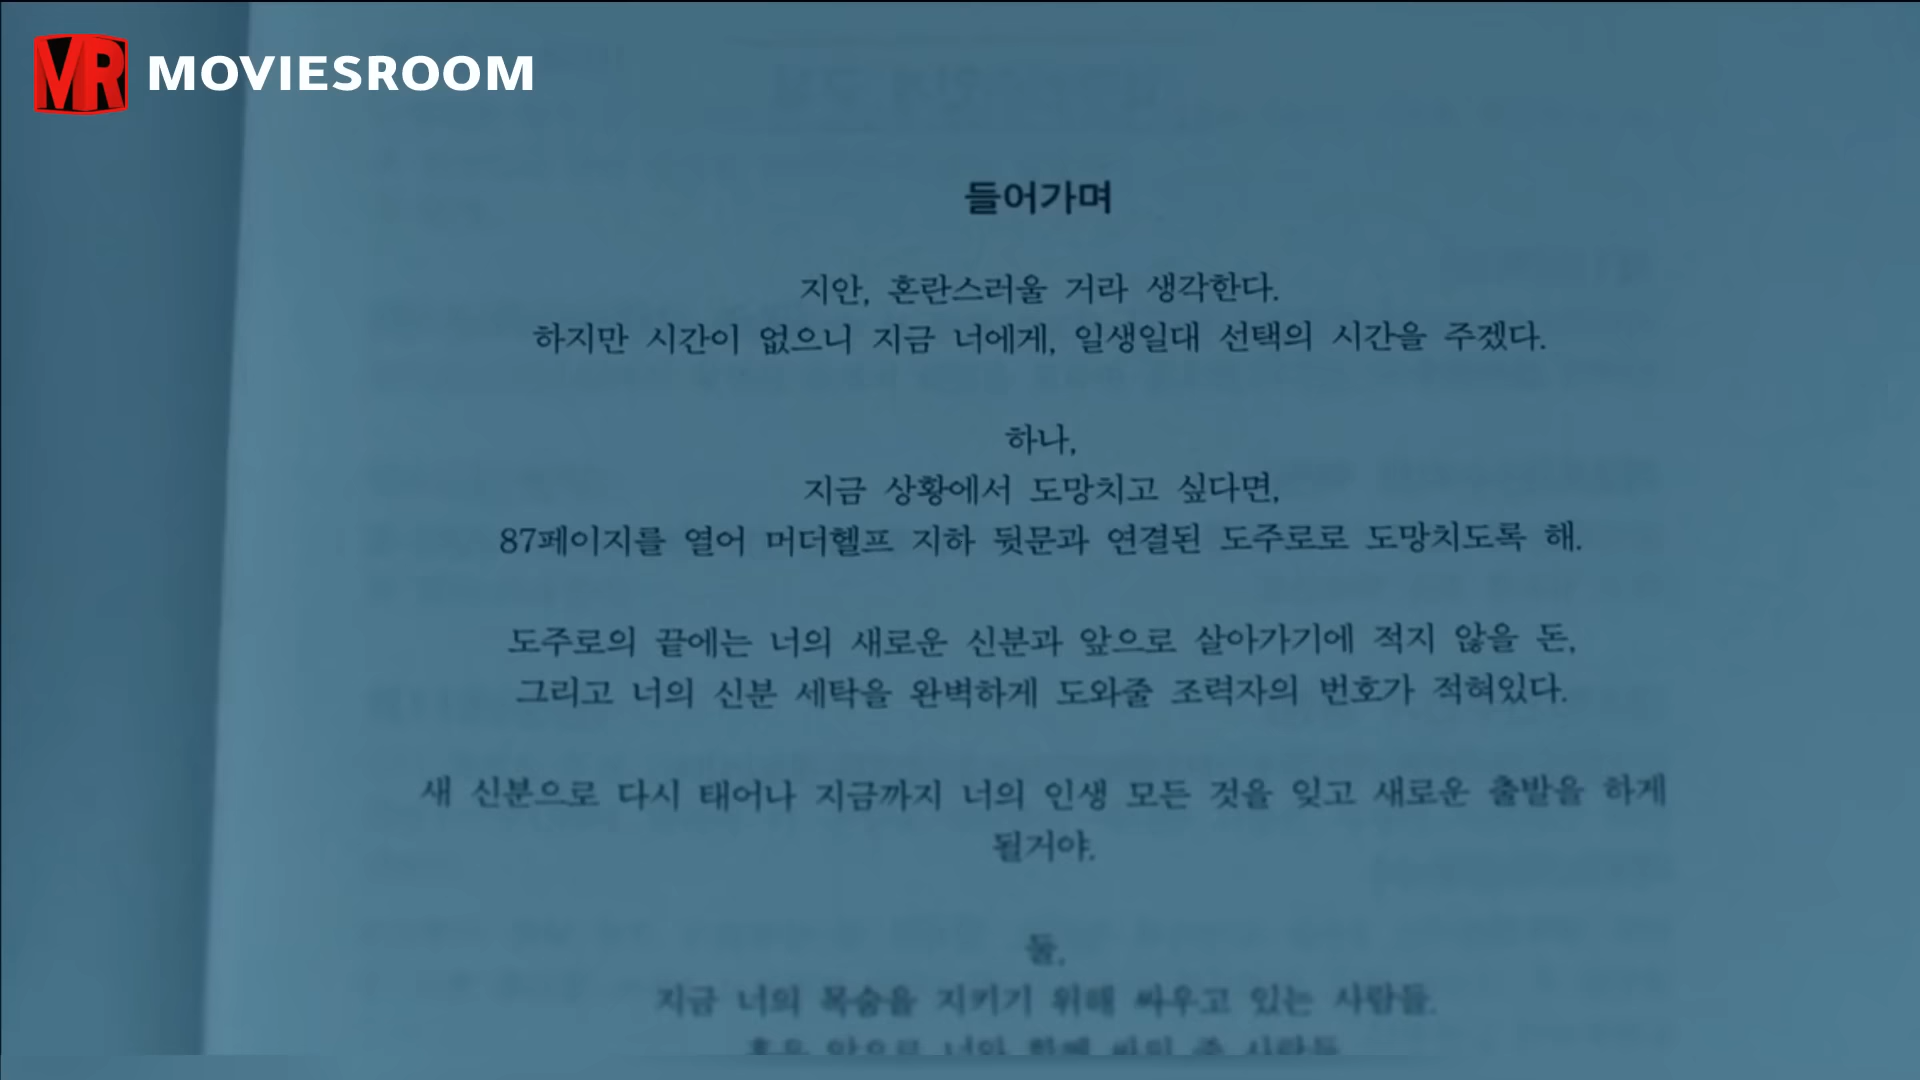 VR MOVIESROOM
들어가며
지안, 혼란스러울 거라 생각한다.
하지만 시간이 없으니 지금 너에게, 일생일대 선택의 시간을 주겠다.
하나,
지금 상황에서 도망치고 싶다면,
87페이지를 열어 머더헬프 지하 뒷문과 연결된 도주로로 도망치도록 해.
도주로의 끝에는 너의 새로운 신분과 앞으로 살아가기에 적지 않을 돈,
그리고 너의 신분 세탁을 완벽하게 도와줄 조력자의 번호가 적혀있다.
새 신분으로 다시 태어나 지금까지 너의 인생 모든 것을 잊고 새로운 출발을 하게
될거야.
둘,
지금 너의 목숨을 지키기 위해 싸우고 있는 사람들.